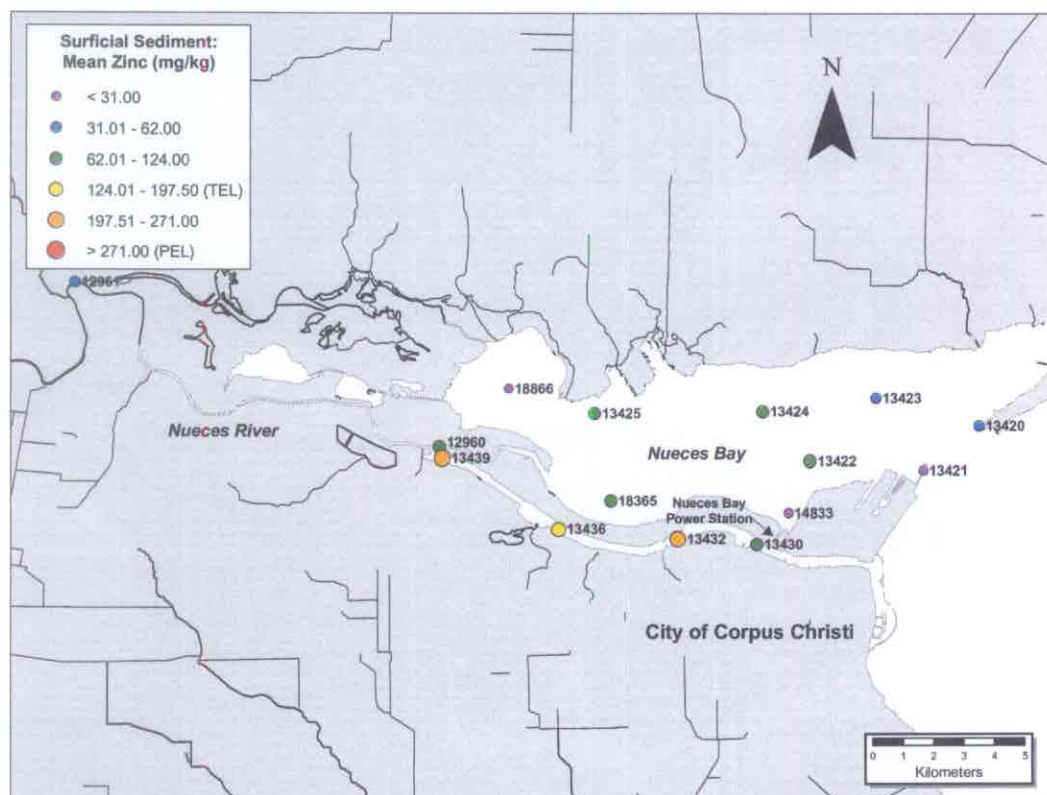 Surficial Sediment:
Mean Zinc (mg/kg)
< 31.00
31.01 - 62.00
62.01 - 124.00
124.01 - 197.50 (TEL)
197.51 - 271.00
> 271.00 (PEL)
N
12961
18866
13425
13424
13423
13420
Nueces River
12960
13439
Nueces Bay
13422
13421
18365
Nueces Bay
Power Station
14833
13436
13432
13430
City of Corpus Christi
0 1 2 3 4 5
Kilometers